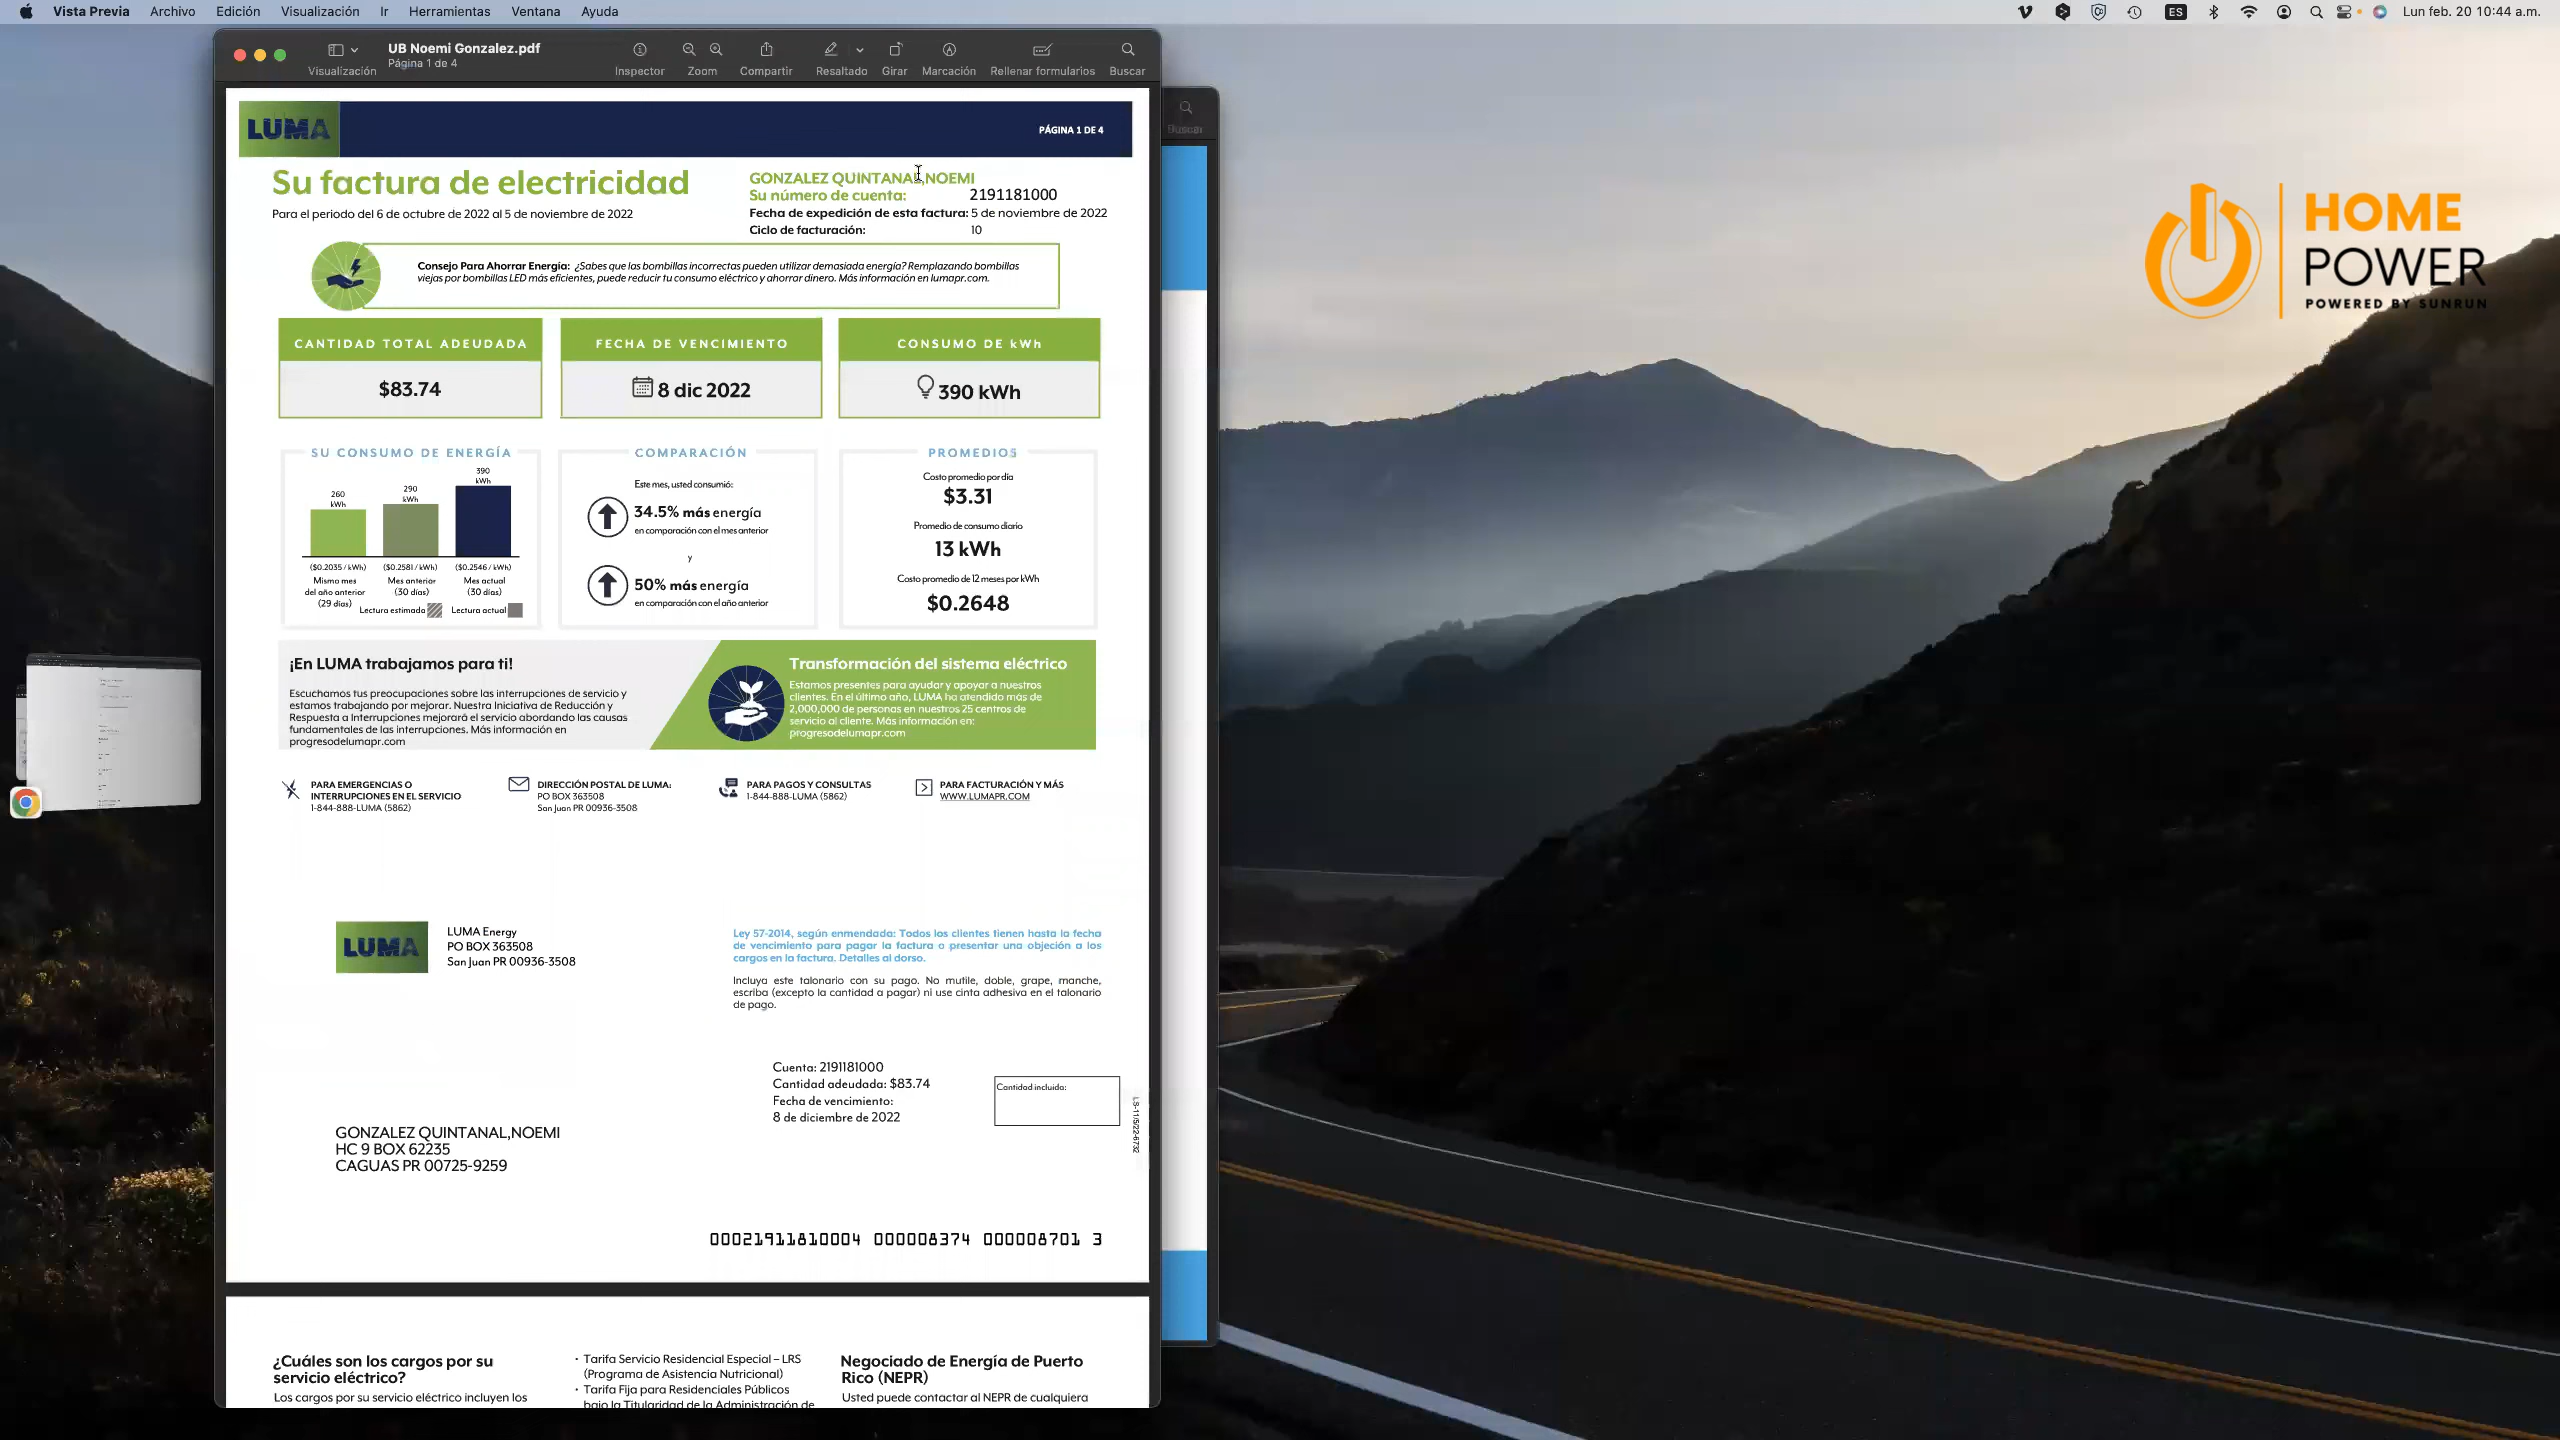 Vista Previa Archivo Edición Visualización Ir Herramientas Ventana Ayuda
ES Lun feb. 20 10:44 a.m.
UB Noemi Gonzalez.pdf
Página 1 de 4
Visualización Inspector Zoom Compartir Resaltado Girar Marcación Rellenar formularios Buscar
Buscar
LUMA
PÁGINA 1 DE 4
Su factura de electricidad
Para el periodo del 6 de octubre de 2022 al 5 de noviembre de 2022
GONZALEZ QUINTANAL,NOEMI
Su número de cuenta: 2191181000
Fecha de expedición de esta factura: 5 de noviembre de 2022
Ciclo de facturación: 10
Consejo Para Ahorrar Energía: ¿Sabes que las bombillas incorrectas pueden utilizar demasiada energía? Remplazando bombillas
viejas por bombillas LED más eficientes, puede reducir tu consumo eléctrico y ahorrar dinero. Más información en lumapr.com.
CANTIDAD TOTAL ADEUDADA
$83.74
FECHA DE VENCIMIENTO
8 dic 2022
CONSUMO DE kWh
390 kWh
SU CONSUMO DE ENERGÍA
260
kWh
290
kWh
390
kWh
($0.2035 / kWh) ($0.2581 / kWh) ($0.2546 / kWh)
Mismo mes
del año anterior
(29 días)
Mes anterior
(30 días)
Mes actual
(30 días)
Lectura estimada Lectura actual
COMPARACIÓN
Este mes, usted consumió:
34.5% más energía
en comparación con el mes anterior
y
50% más energía
en comparación con el año anterior
PROMEDIOS
Costo promedio por día
$3.31
Promedio de consumo diario
13 kWh
Costo promedio de 12 meses por kWh
$0.2648
¡En LUMA trabajamos para ti!
Escuchamos tus preocupaciones sobre las interrupciones de servicio y
estamos trabajando por mejorar. Nuestra Iniciativa de Reducción y
Respuesta a Interrupciones mejorará el servicio abordando las causas
fundamentales de las interrupciones. Más información en
progresodelumapr.com
Transformación del sistema eléctrico
Estamos presentes para ayudar y apoyar a nuestros
clientes. En el último año, LUMA ha atendido más de
2,000,000 de personas en nuestros 25 centros de
servicio al cliente. Más información en:
progresodelumapr.com
PARA EMERGENCIAS O
INTERRUPCIONES EN EL SERVICIO
1-844-888-LUMA (5862)
DIRECCIÓN POSTAL DE LUMA:
PO BOX 363508
San Juan PR 00936-3508
PARA PAGOS Y CONSULTAS
1-844-888-LUMA (5862)
PARA FACTURACIÓN Y MÁS
WWW.LUMAPR.COM
LUMA
LUMA Energy
PO BOX 363508
San Juan PR 00936-3508
Ley 57-2014, según enmendada: Todos los clientes tienen hasta la fecha
de vencimiento para pagar la factura o presentar una objeción a los
cargos en la factura. Detalles al dorso.
Incluya este talonario con su pago. No mutile, doble, grape, manche,
escriba (excepto la cantidad a pagar) ni use cinta adhesiva en el talonario
de pago.
Cuenta: 2191181000
Cantidad adeudada: $83.74
Fecha de vencimiento:
8 de diciembre de 2022
Cantidad incluida:
LS-11/5/22-6732
GONZALEZ QUINTANAL,NOEMI
HC 9 BOX 62235
CAGUAS PR 00725-9259
00021911810004 000008374 000008701 3
¿Cuáles son los cargos por su
servicio eléctrico?
Los cargos por su servicio eléctrico incluyen los
• Tarifa Servicio Residencial Especial – LRS
(Programa de Asistencia Nutricional)
• Tarifa Fija para Residenciales Públicos
bajo la Titularidad de la Administración de
Negociado de Energía de Puerto
Rico (NEPR)
Usted puede contactar al NEPR de cualquiera
HOME
POWER
POWERED BY SUNRUN